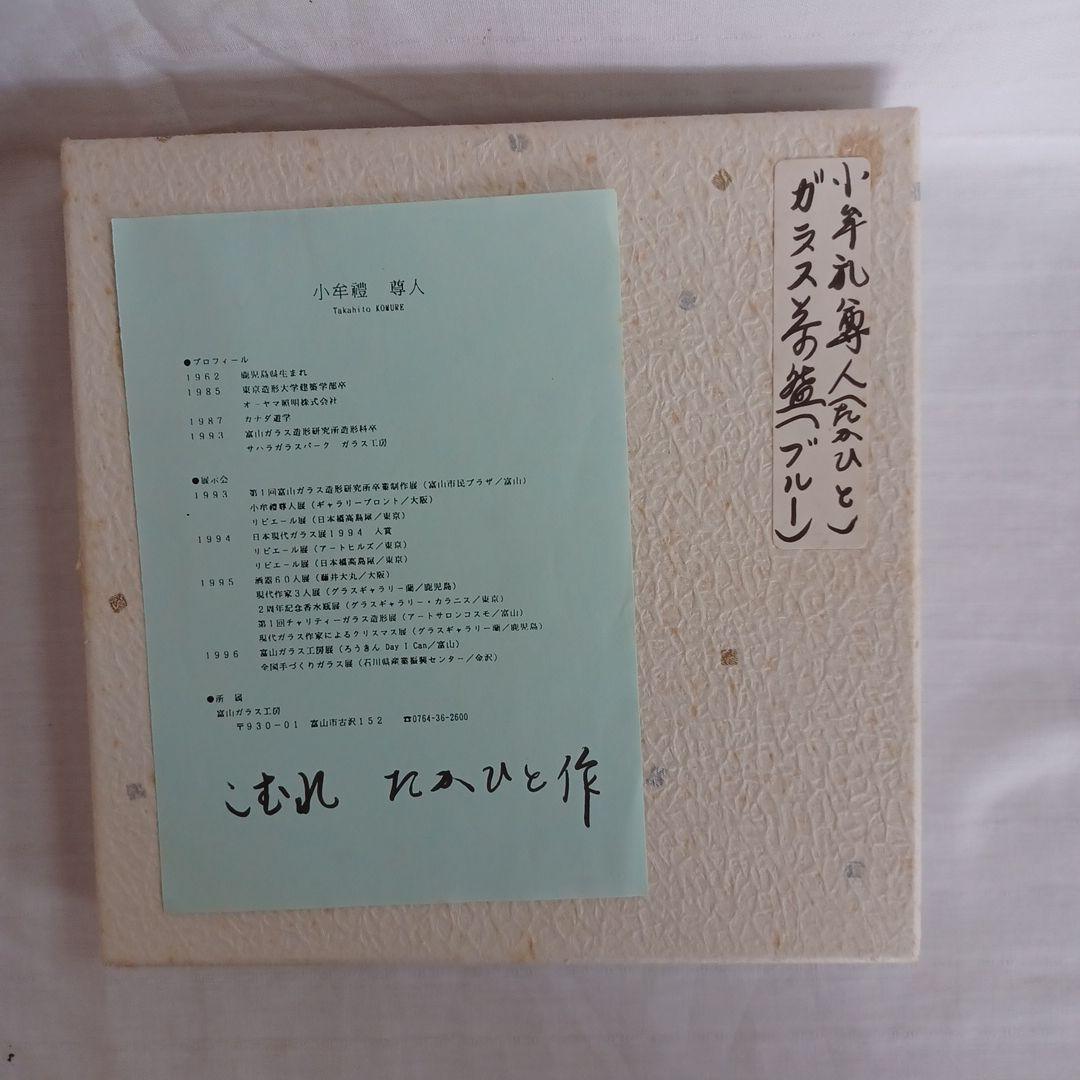 小牟禮　尊人
Takahito KOMURE
●プロフィール
1962　鹿児島県生まれ
1985　東京造形大学建築学部卒
オーヤマ照明株式会社
1987　カナダ遊学
1993　富山ガラス造形研究所造形科卒
サハラガラスパーク　ガラス工房
●展示会
1993　第1回富山ガラス造形研究所卒業制作展（富山市民プラザ／富山）
小牟禮尊人展（ギャラリープロント／大阪）
リビエール展（日本橋高島屋／東京）
1994　日本現代ガラス展1994　入賞
リビエール展（アートヒルズ／東京）
リビエール展（日本橋高島屋／東京）
1995　酒器60人展（藤井大丸／大阪）
現代作家3人展（グラスギャラリー蘭／鹿児島）
2周年記念香水瓶展（グラスギャラリー・カラニス／東京）
第1回チャリティーガラス造形展（アートサロンコスモ／富山）
現代ガラス作家によるクリスマス展（グラスギャラリー蘭／鹿児島）
1996　富山ガラス工房展（ろうきん Day I Can／富山）
全国手づくりガラス展（石川県産業振興センター／金沢）
●所　属
富山ガラス工房
〒930-01　富山市古沢152　☎0764-36-2600
こむれ　たかひと作
小牟礼尊人(たかひと)
ガラス　の　(ブルー)